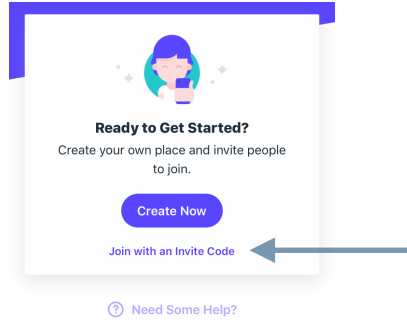 Ready to Get Started?
Create your own place and invite people
to join.
Create Now
Join with an Invite Code
? Need Some Help?